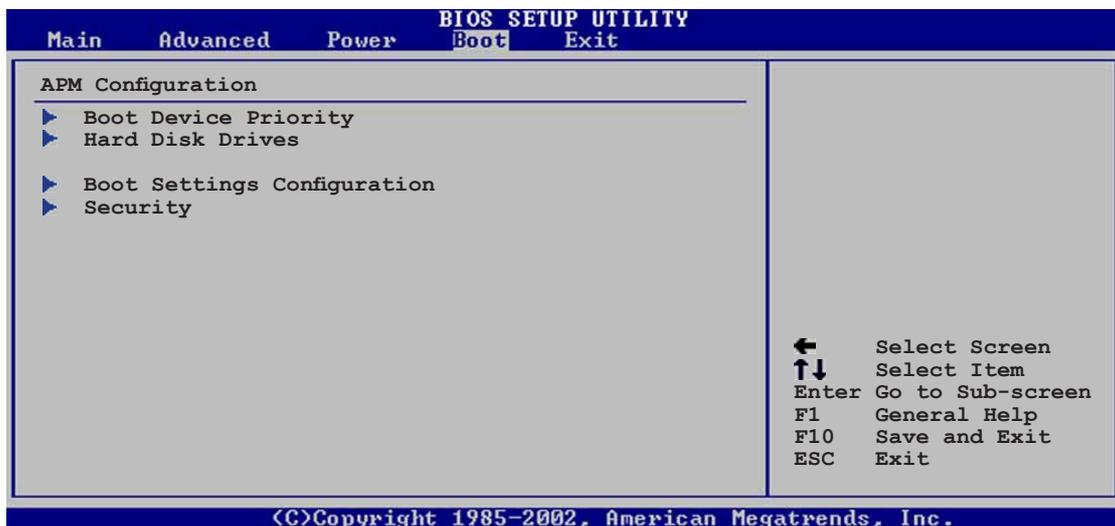 BIOS SETUP UTILITY
Main Advanced Power Boot Exit
APM Configuration
Boot Device Priority
Hard Disk Drives
Boot Settings Configuration
Security
← Select Screen
↑↓ Select Item
Enter Go to Sub-screen
F1 General Help
F10 Save and Exit
ESC Exit
(C)Copyright 1985-2002, American Megatrends, Inc.